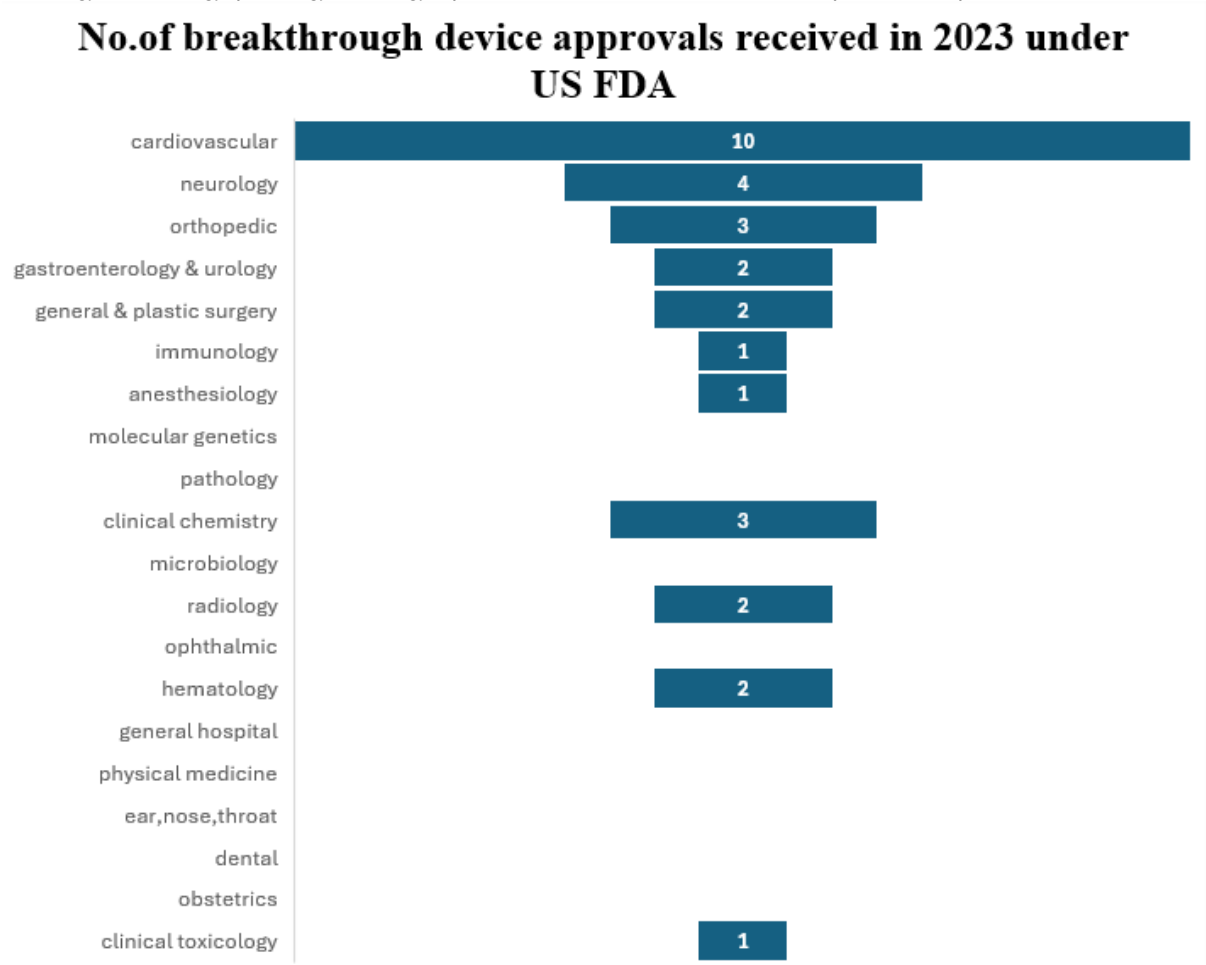 No.of breakthrough device approvals received in 2023 under
US FDA
cardiovascular 10
neurology 4
orthopedic 3
gastroenterology & urology 2
general & plastic surgery 2
immunology 1
anesthesiology 1
molecular genetics
pathology
clinical chemistry 3
microbiology
radiology 2
ophthalmic
hematology 2
general hospital
physical medicine
ear,nose,throat
dental
obstetrics
clinical toxicology 1